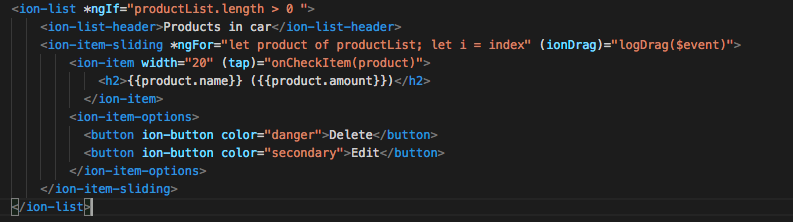 <ion-list *ngIf="productList.length > 0 ">
<ion-list-header>Products in car</ion-list-header>
<ion-item-sliding *ngFor="let product of productList; let i = index" (ionDrag)="logDrag($event)">
<ion-item width="20" (tap)="onCheckItem(product)">
<h2>{{product.name}} ({{product.amount}})</h2>
</ion-item>
<ion-item-options>
<button ion-button color="danger">Delete</button>
<button ion-button color="secondary">Edit</button>
</ion-item-options>
</ion-item-sliding>
</ion-list>